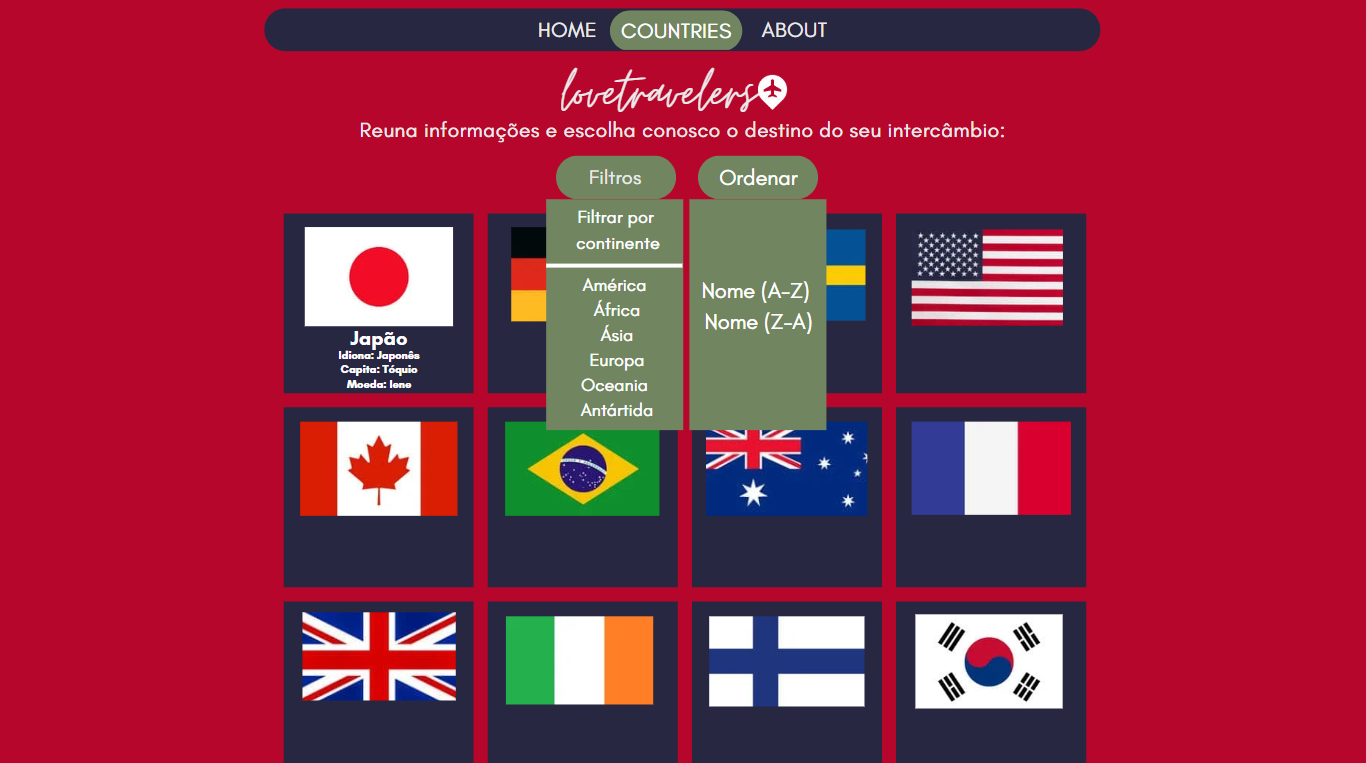 HOME COUNTRIES ABOUT
lovetravelers
Reuna informações e escolha conosco o destino do seu intercâmbio:
Filtros
Filtrar por
continente
América
África
Ásia
Europa
Oceania
Antártida
Ordenar
Nome (A-Z)
Nome (Z-A)
Japão
Idiona: Japonês
Capita: Tóquio
Moeda: Iene